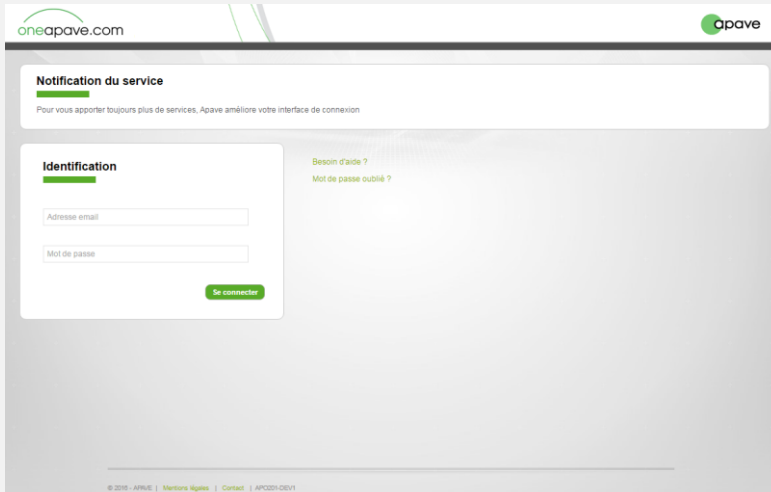 oneapave.com
apave
Notification du service
Pour vous apporter toujours plus de services, Apave améliore votre interface de connexion
Identification
Besoin d'aide ?
Mot de passe oublié ?
Adresse email
Mot de passe
Se connecter
© 2016 - APAVE | Mentions légales | Contact | APO201-DEV1